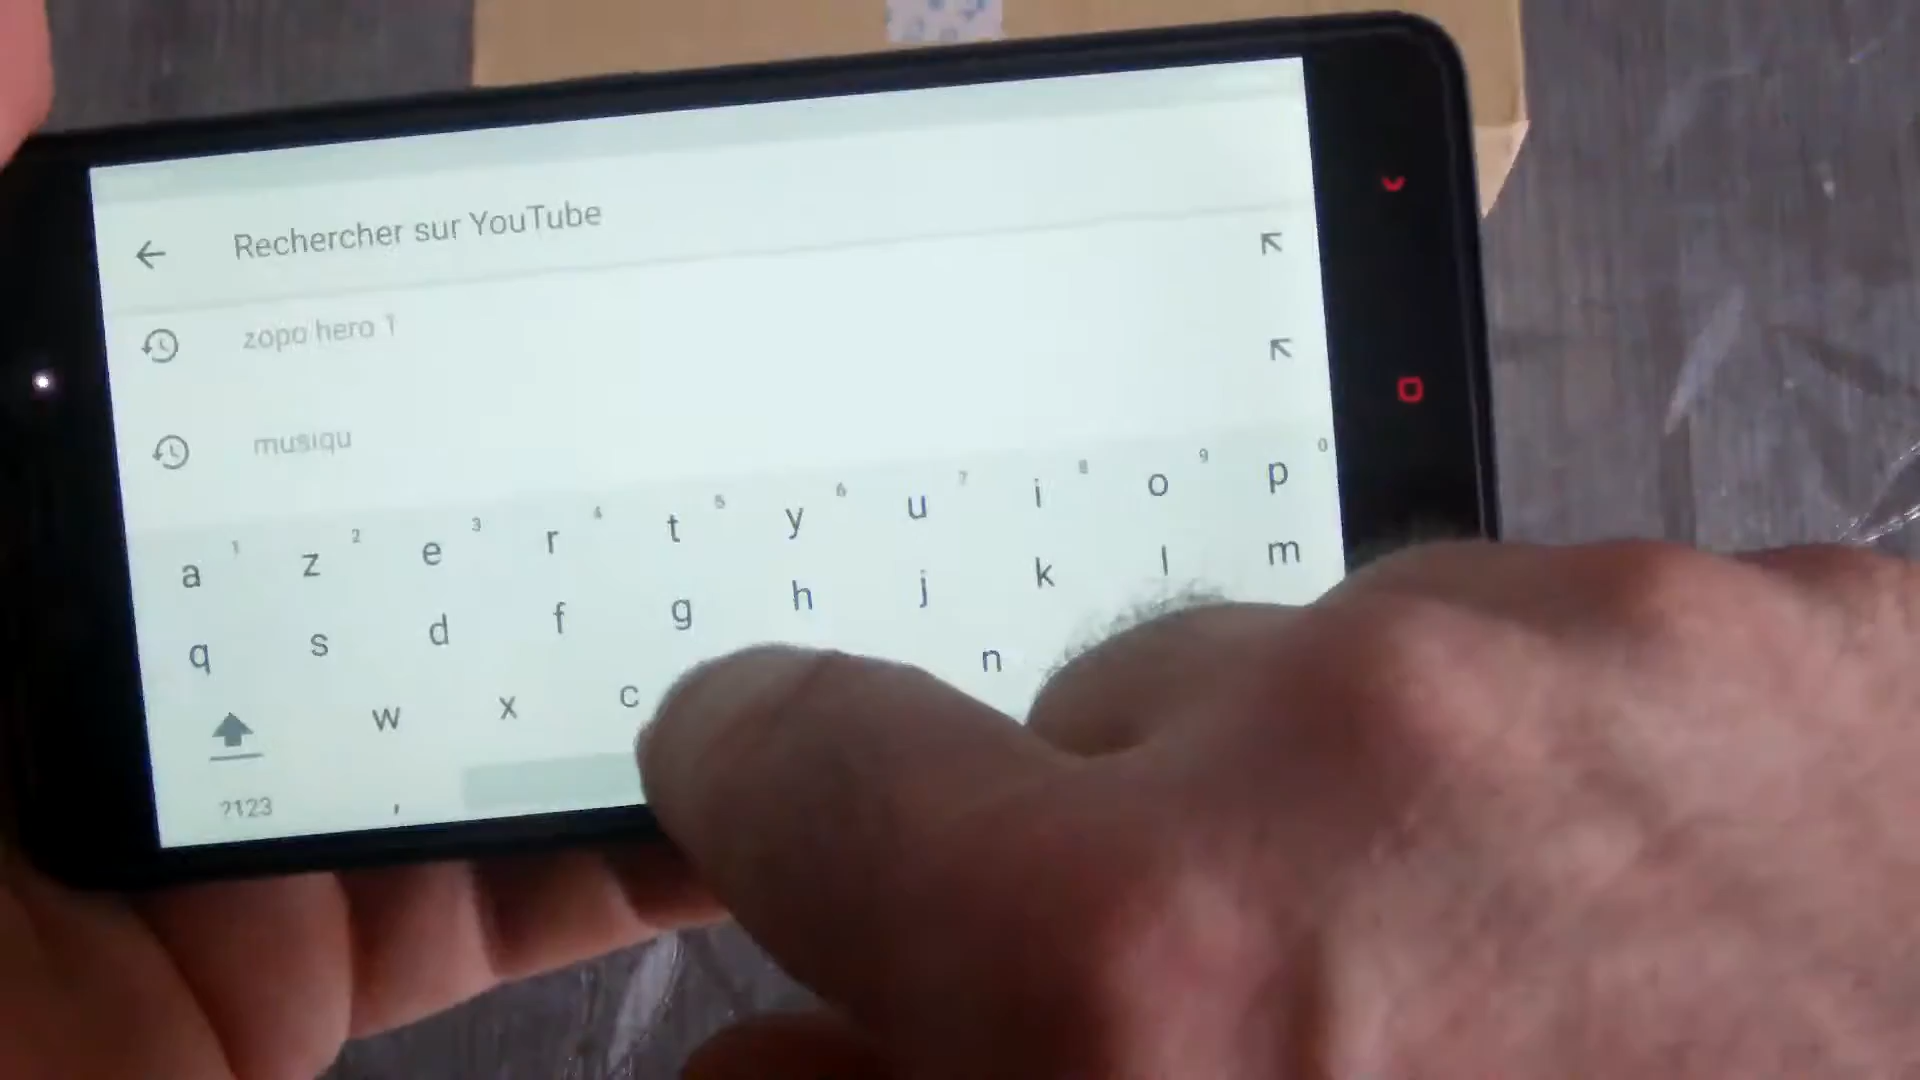 Rechercher sur YouTube
zopo hero 1
musiqu
a 1 z 2 e 3 r 4 t 5 y 6 u 7 i 8 o 9 p 0
q s d f g h j k l m
w x c n
?123 ,